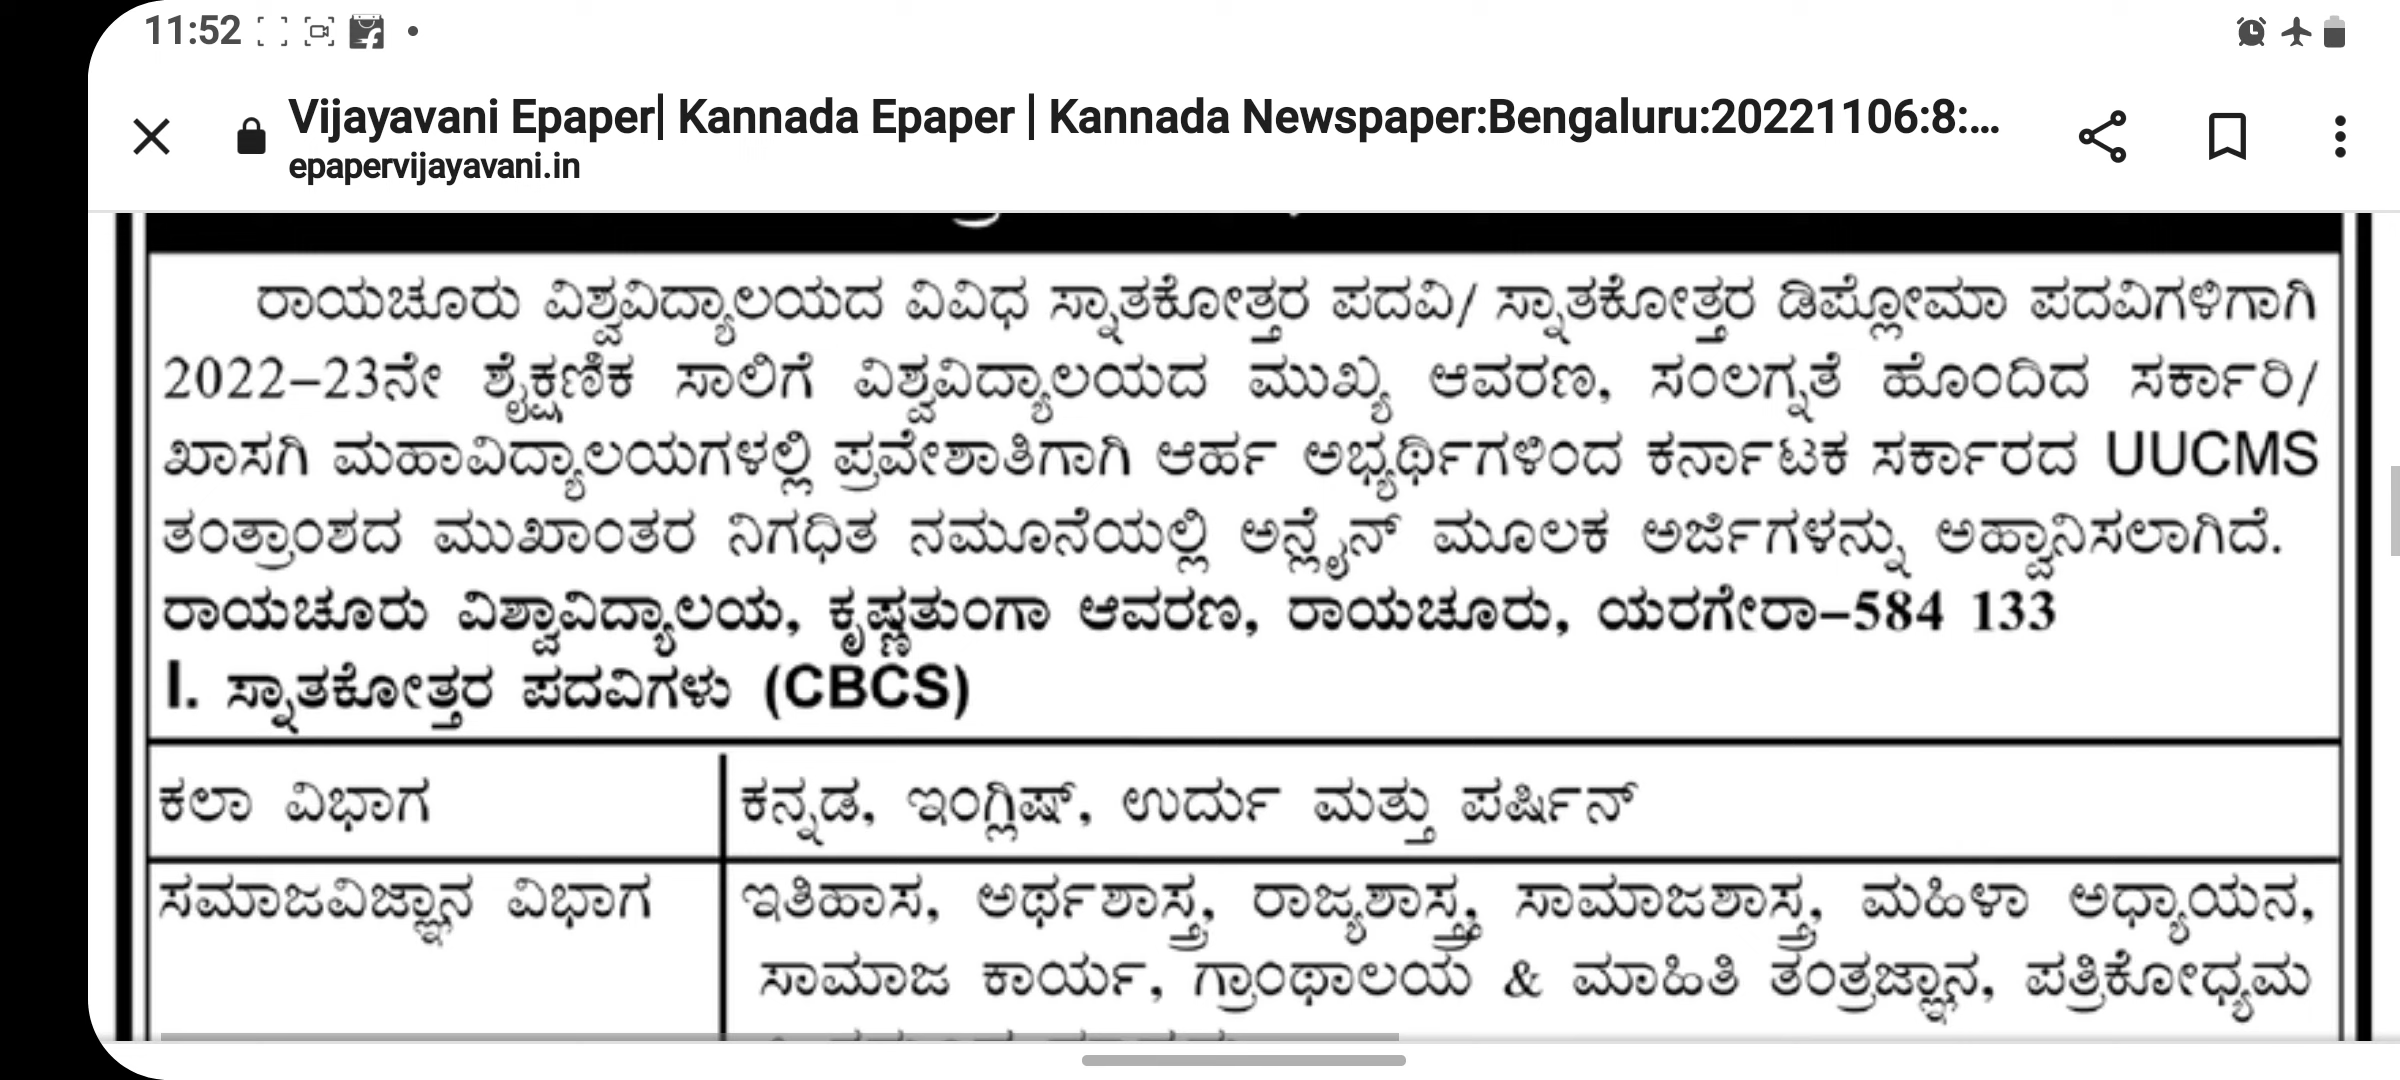 11:52
Vijayavani Epaper| Kannada Epaper | Kannada Newspaper:Bengaluru:20221106:8:...
epapervijayavani.in
ರಾಯಚೂರು ವಿಶ್ವವಿದ್ಯಾಲಯದ ವಿವಿಧ ಸ್ನಾತಕೋತ್ತರ ಪದವಿ/ ಸ್ನಾತಕೋತ್ತರ ಡಿಪ್ಲೋಮಾ ಪದವಿಗಳಿಗಾಗಿ
2022–23ನೇ ಶೈಕ್ಷಣಿಕ ಸಾಲಿಗೆ ವಿಶ್ವವಿದ್ಯಾಲಯದ ಮುಖ್ಯ ಆವರಣ, ಸಂಲಗ್ನತೆ ಹೊಂದಿದ ಸರ್ಕಾರಿ/
ಖಾಸಗಿ ಮಹಾವಿದ್ಯಾಲಯಗಳಲ್ಲಿ ಪ್ರವೇಶಾತಿಗಾಗಿ ಆರ್ಹ ಅಭ್ಯರ್ಥಿಗಳಿಂದ ಕರ್ನಾಟಕ ಸರ್ಕಾರದ UUCMS
ತಂತ್ರಾಂಶದ ಮುಖಾಂತರ ನಿಗಧಿತ ನಮೂನೆಯಲ್ಲಿ ಅನ್ಲೈನ್ ಮೂಲಕ ಅರ್ಜಿಗಳನ್ನು ಅಹ್ವಾನಿಸಲಾಗಿದೆ.
ರಾಯಚೂರು ವಿಶ್ವಾವಿದ್ಯಾಲಯ, ಕೃಷ್ಣತುಂಗಾ ಆವರಣ, ರಾಯಚೂರು, ಯರಗೇರಾ–584 133
I. ಸ್ನಾತಕೋತ್ತರ ಪದವಿಗಳು (CBCS)
ಕಲಾ ವಿಭಾಗ ಕನ್ನಡ, ಇಂಗ್ಲಿಷ್, ಉರ್ದು ಮತ್ತು ಪರ್ಷಿನ್
ಸಮಾಜವಿಜ್ಞಾನ ವಿಭಾಗ ಇತಿಹಾಸ, ಅರ್ಥಶಾಸ್ತ್ರ, ರಾಜ್ಯಶಾಸ್ತ್ರ, ಸಾಮಾಜಶಾಸ್ತ್ರ, ಮಹಿಳಾ ಅಧ್ಯಾಯನ,
ಸಾಮಾಜ ಕಾರ್ಯ, ಗ್ರಾಂಥಾಲಯ & ಮಾಹಿತಿ ತಂತ್ರಜ್ಞಾನ, ಪತ್ರಿಕೋಧ್ಯಮ